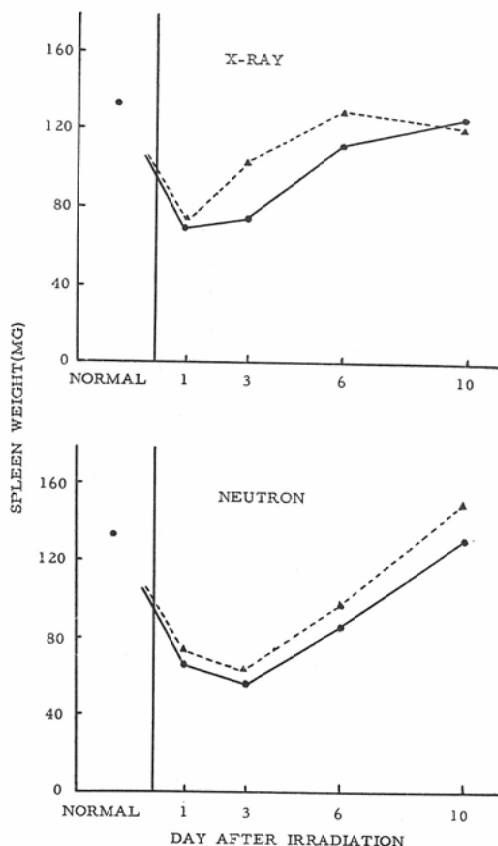 160
X-RAY
120
80
40
0
NORMAL 1 3 6 10
SPLEEN WEIGHT(MG)
160
NEUTRON
120
80
40
0
NORMAL 1 3 6 10
DAY AFTER IRRADIATION